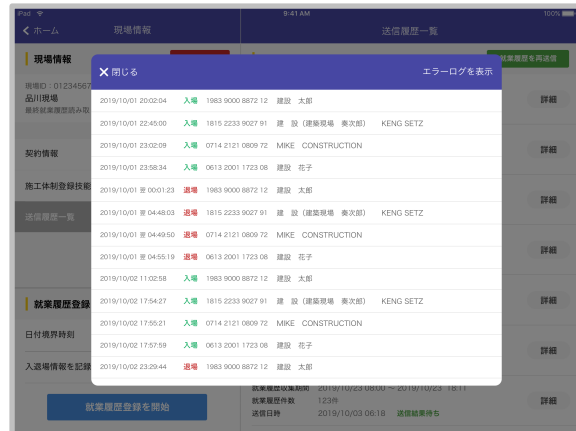 iPad
9:41 AM
100%
ホーム
現場情報
送信履歴一覧
現場情報
就業履歴を再送信
閉じる
エラーログを表示
現場ID：01234567
品川現場
最終就業履歴読み取
契約情報
施工体制登録技能
送信履歴一覧
就業履歴登録
日付境界時刻
入退場情報を記録
就業履歴登録を開始
2019/10/01 20:02:04 入場 1983 9000 8872 12 建設 太郎
2019/10/01 22:45:00 入場 1815 2233 9027 91 建 設（建築現場 奏次郎） KENG SETZ
2019/10/01 23:02:09 入場 0714 2121 0809 72 MIKE CONSTRUCTION
2019/10/01 23:58:34 入場 0613 2001 1723 08 建設 花子
2019/10/01 翌 00:01:23 退場 1983 9000 8872 12 建設 太郎
2019/10/01 翌 04:48:03 退場 1815 2233 9027 91 建 設（建築現場 奏次郎） KENG SETZ
2019/10/01 翌 04:49:50 退場 0714 2121 0809 72 MIKE CONSTRUCTION
2019/10/01 翌 04:55:19 退場 0613 2001 1723 08 建設 花子
2019/10/02 11:02:58 入場 1983 9000 8872 12 建設 太郎
2019/10/02 17:54:27 入場 1815 2233 9027 91 建 設（建築現場 奏次郎） KENG SETZ
2019/10/02 17:55:21 入場 0714 2121 0809 72 MIKE CONSTRUCTION
2019/10/02 17:57:59 入場 0613 2001 1723 08 建設 花子
2019/10/02 23:29:44 退場 1983 9000 8872 12 建設 太郎
詳細
詳細
詳細
詳細
詳細
詳細
就業履歴収集期間 2019/10/23 08:00 ～ 2019/10/23 18:11
就業履歴件数 123件
送信日時 2019/10/03 06:18 送信結果待ち
詳細